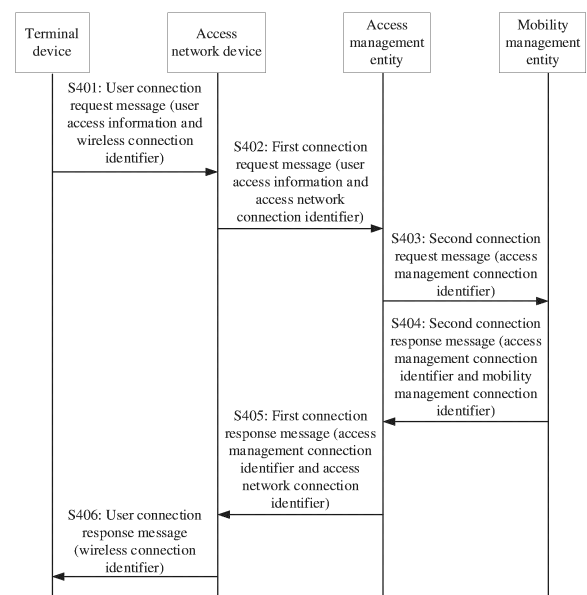 Terminal
device
Access
network device
Access
management
entity
Mobility
management
entity
S401: User connection
request message (user
access information and
wireless connection
identifier)
S402: First connection
request message (user
access information and
access network
connection identifier)
S403: Second connection
request message (access
management connection
identifier)
S404: Second connection
response message (access
management connection
identifier and mobility
management connection
identifier)
S405: First connection
response message (access
management connection
identifier and access
network connection
identifier)
S406: User connection
response message
(wireless connection
identifier)